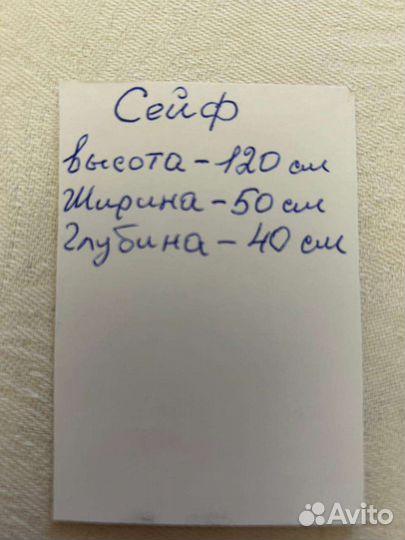 Сейф
высота - 120 см
Ширина - 50 см
Глубина - 40 см
Avito